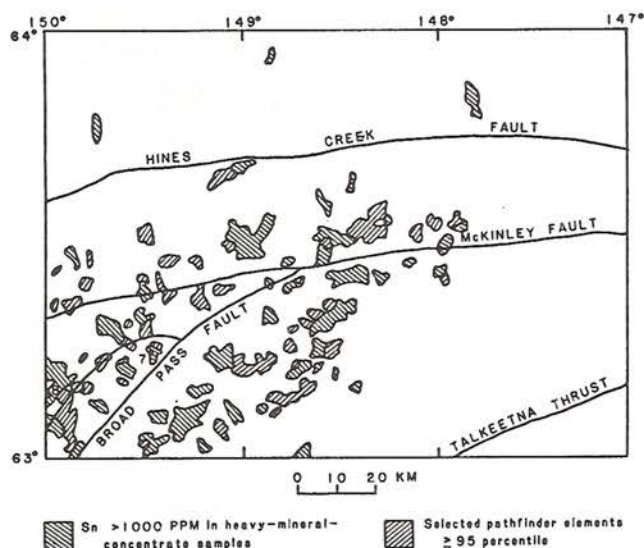 150° 149° 148° 147°
64°
HINES CREEK FAULT
McKINLEY FAULT
BROAD PASS FAULT
?
TALKEETNA THRUST
63°
0 10 20 KM
Sn >1000 PPM in heavy-mineral-
concentrate samples
Selected pathfinder elements
≥ 95 percentile